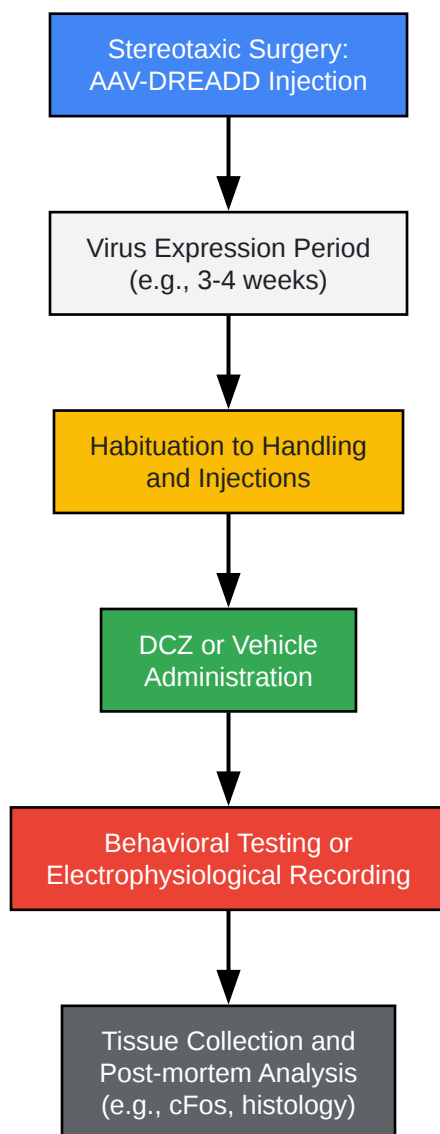 Stereotaxic Surgery:
AAV-DREADD Injection
Virus Expression Period
(e.g., 3-4 weeks)
Habituation to Handling
and Injections
DCZ or Vehicle
Administration
Behavioral Testing or
Electrophysiological Recording
Tissue Collection and
Post-mortem Analysis
(e.g., cFos, histology)